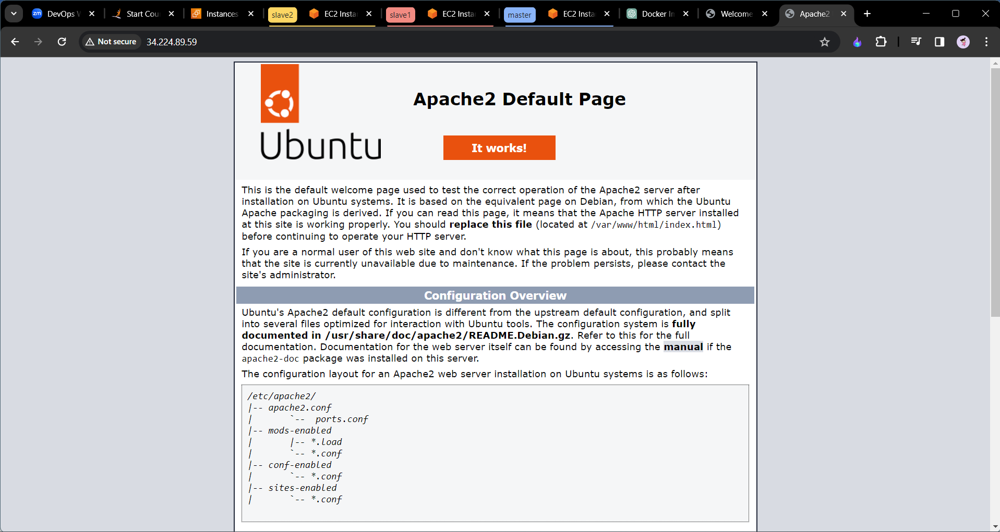 zm DevOps W
Start Cou
Instances
slave2
EC2 Insta
slave1
EC2 Insta
master
EC2 Insta
Docker Im
Welcome
Apache2
Not secure
34.224.89.59
Ubuntu
Apache2 Default Page
It works!
This is the default welcome page used to test the correct operation of the Apache2 server after
installation on Ubuntu systems. It is based on the equivalent page on Debian, from which the Ubuntu
Apache packaging is derived. If you can read this page, it means that the Apache HTTP server installed
at this site is working properly. You should replace this file (located at /var/www/html/index.html)
before continuing to operate your HTTP server.
If you are a normal user of this web site and don't know what this page is about, this probably means
that the site is currently unavailable due to maintenance. If the problem persists, please contact the
site's administrator.
Configuration Overview
Ubuntu's Apache2 default configuration is different from the upstream default configuration, and split
into several files optimized for interaction with Ubuntu tools. The configuration system is fully
documented in /usr/share/doc/apache2/README.Debian.gz. Refer to this for the full
documentation. Documentation for the web server itself can be found by accessing the manual if the
apache2-doc package was installed on this server.
The configuration layout for an Apache2 web server installation on Ubuntu systems is as follows:
/etc/apache2/
|-- apache2.conf
|       `--  ports.conf
|-- mods-enabled
|       |-- *.load
|       `-- *.conf
|-- conf-enabled
|       `-- *.conf
|-- sites-enabled
|       `-- *.conf